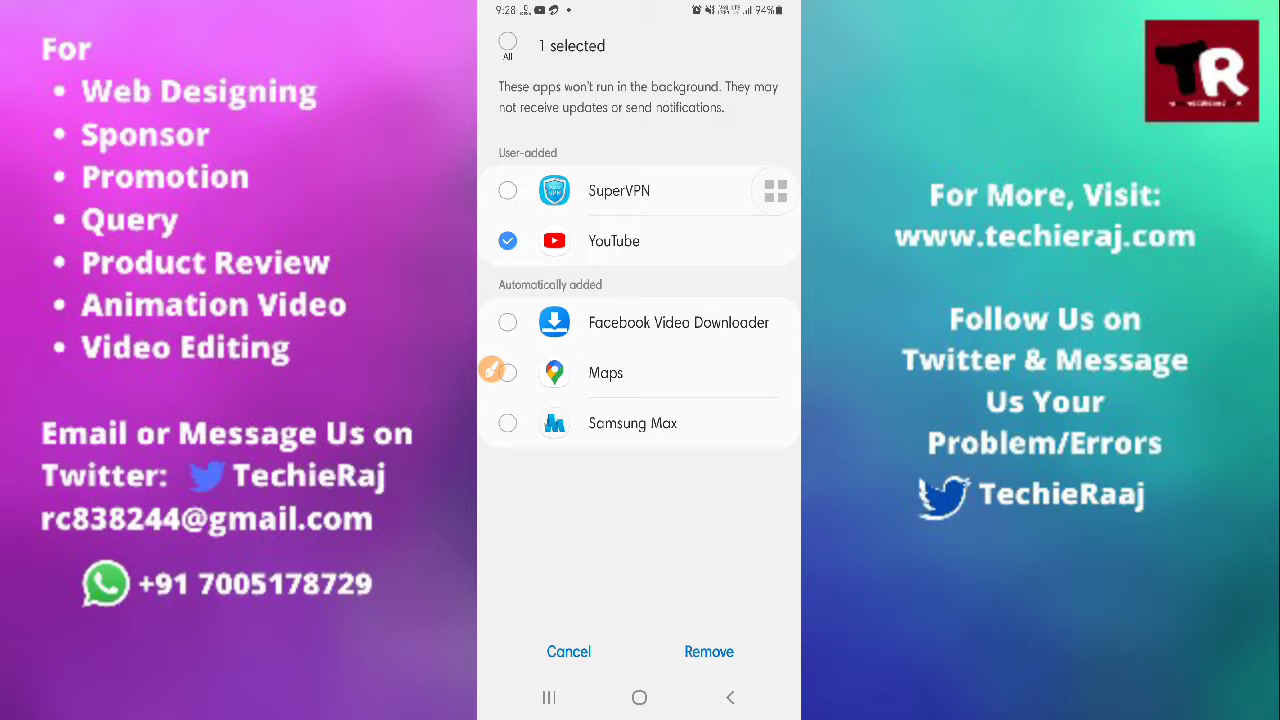 For
• Web Designing
• Sponsor
• Promotion
• Query
• Product Review
• Animation Video
• Video Editing
Email or Message Us on
Twitter: TechieRaj
rc838244@gmail.com
+91 7005178729
9:28
94%
All
1 selected
These apps won't run in the background. They may
not receive updates or send notifications.
User-added
SuperVPN
YouTube
Automatically added
Facebook Video Downloader
Maps
Samsung Max
Cancel
Remove
TR
For More, Visit:
www.techieraj.com
Follow Us on
Twitter & Message
Us Your
Problem/Errors
TechieRaaj